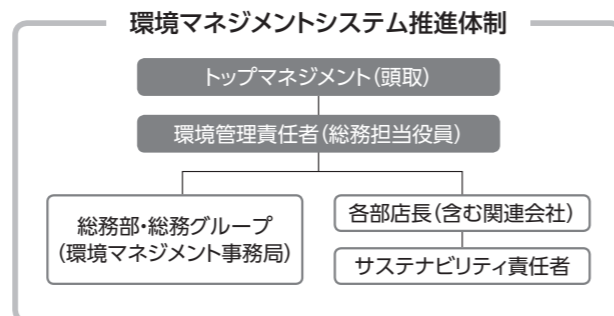 環境マネジメントシステム推進体制
トップマネジメント(頭取)
環境管理責任者(総務担当役員)
総務部・総務グループ
(環境マネジメント事務局)
各部店長(含む関連会社)
サステナビリティ責任者